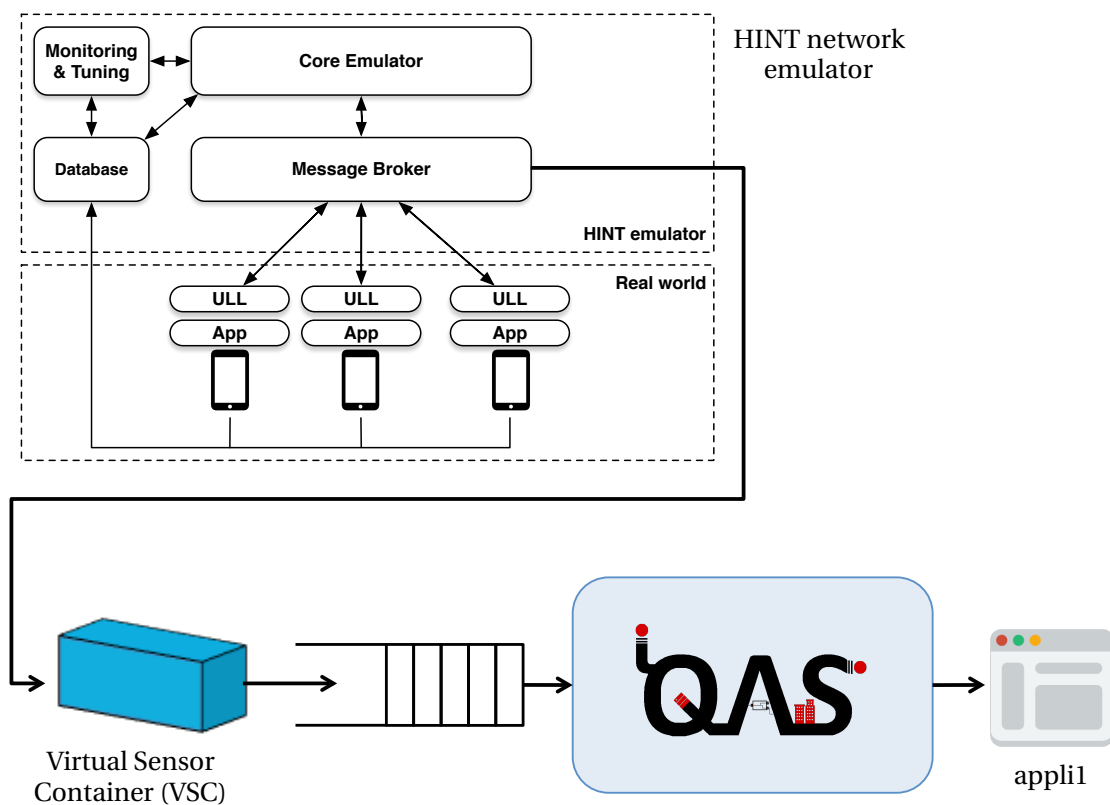 Monitoring
& Tuning
Core Emulator
HINT network
emulator
Database
Message Broker
HINT emulator
Real world
ULL
ULL
ULL
App
App
App
iQAS
Virtual Sensor
Container (VSC)
appli1